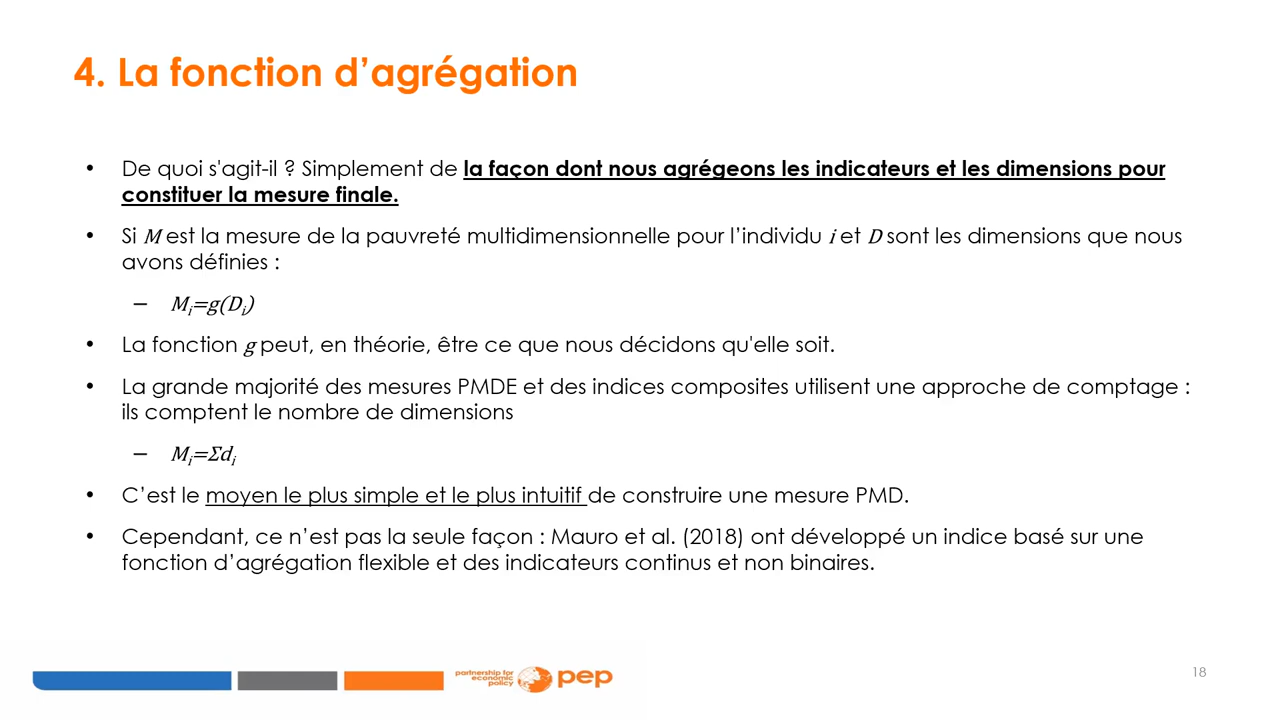 4. La fonction d’agrégation
• De quoi s'agit-il ? Simplement de la façon dont nous agrégeons les indicateurs et les dimensions pour
constituer la mesure finale.
• Si M est la mesure de la pauvreté multidimensionnelle pour l’individu i et D sont les dimensions que nous
avons définies :
– Mi=g(Di)
• La fonction g peut, en théorie, être ce que nous décidons qu'elle soit.
• La grande majorité des mesures PMDE et des indices composites utilisent une approche de comptage :
ils comptent le nombre de dimensions
– Mi=Σdi
• C’est le moyen le plus simple et le plus intuitif de construire une mesure PMD.
• Cependant, ce n’est pas la seule façon : Mauro et al. (2018) ont développé un indice basé sur une
fonction d’agrégation flexible et des indicateurs continus et non binaires.
partnership for
economic
policy
pep
18